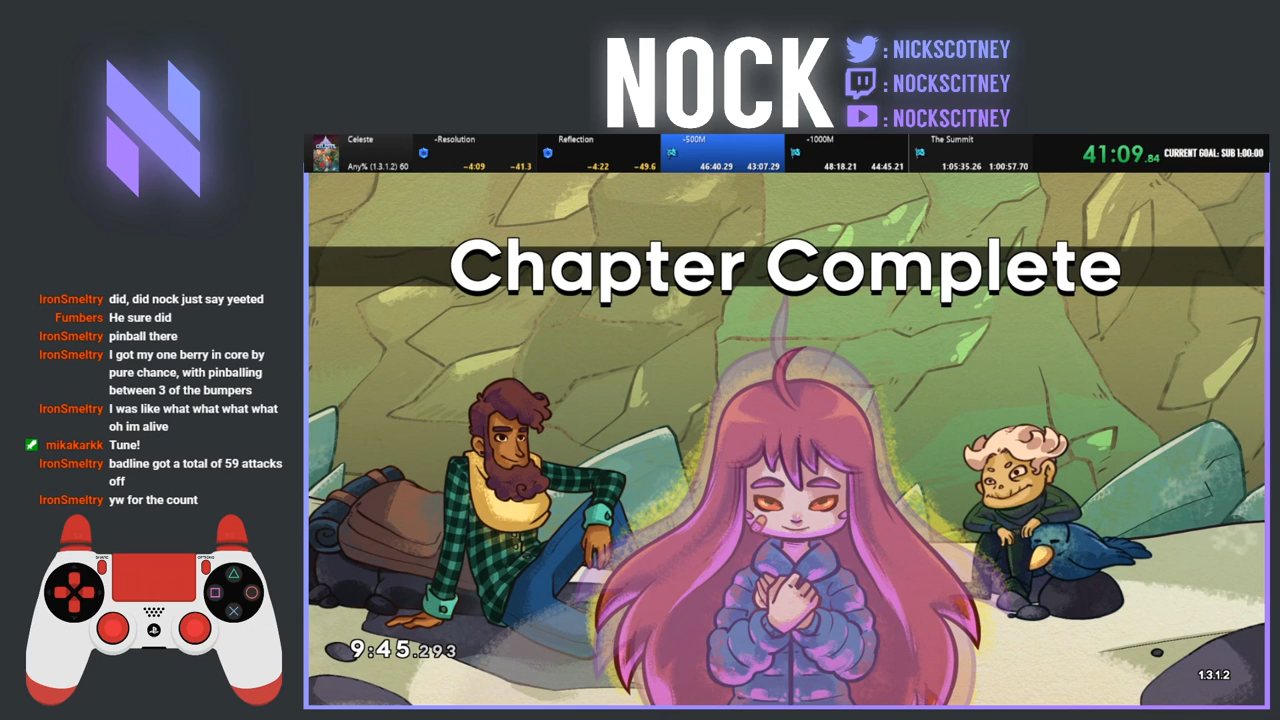 NOCK
: NICKSCOTNEY
: NOCKSCITNEY
: NOCKSCITNEY
Celeste
Any% (1.3.1.2) 60
-Resolution
−4:09 −41.3
Reflection
−4:22 −49.6
-500M
46:40.29 43:07.29
-1000M
48:18.21 44:45.21
The Summit
1:05:35.26 1:00:57.70
41:09.84
CURRENT GOAL: SUB 1:00:00
Chapter Complete
IronSmeltry did, did nock just say yeeted
Fumbers He sure did
IronSmeltry pinball there
IronSmeltry I got my one berry in core by
pure chance, with pinballing
between 3 of the bumpers
IronSmeltry I was like what what what what
oh im alive
mikakarkk Tune!
IronSmeltry badline got a total of 59 attacks
off
IronSmeltry yw for the count
SHARE
OPTIONS
9:45.293
1.3.1.2